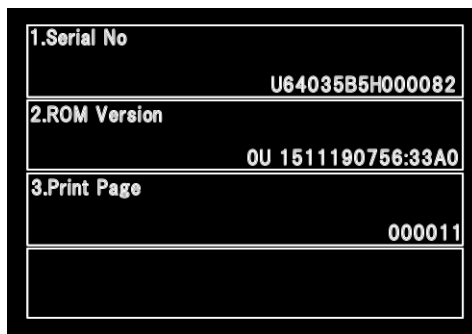 1.Serial No
U64035B5H000082
2.ROM Version
0U 1511190756:33A0
3.Print Page
000011